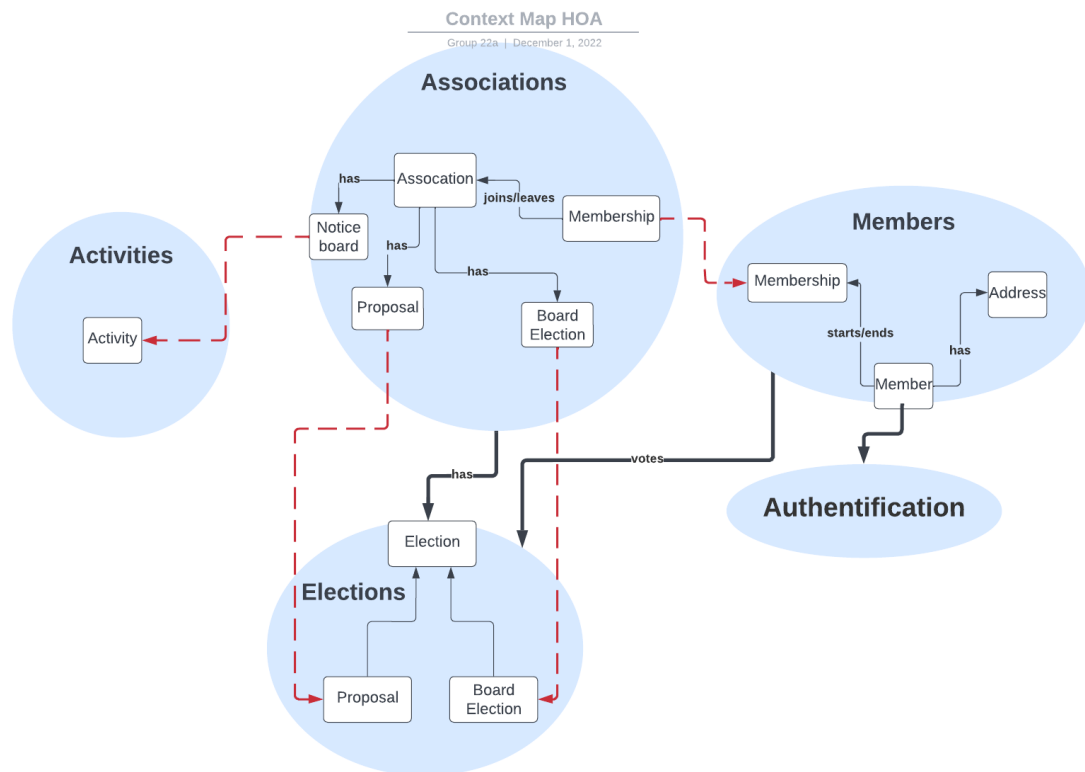 Context Map HOA
Group 22a | December 1, 2022
Associations
Assocation
has
joins/leaves
Membership
Notice
board
has
has
Proposal
Board
Election
Activities
Activity
Members
Membership
Address
starts/ends
has
Member
votes
has
Authentification
Election
Elections
Proposal
Board
Election